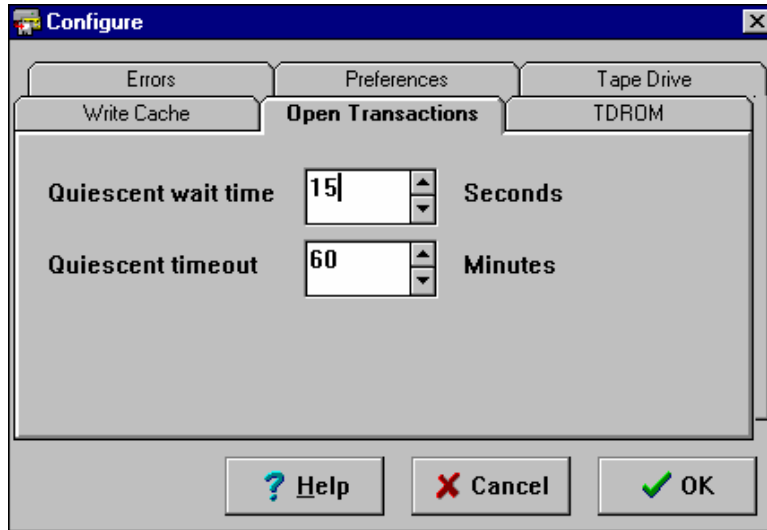 Configure
Errors Preferences Tape Drive
Write Cache Open Transactions TDROM
Quiescent wait time 15 Seconds
Quiescent timeout 60 Minutes
? Help Cancel OK